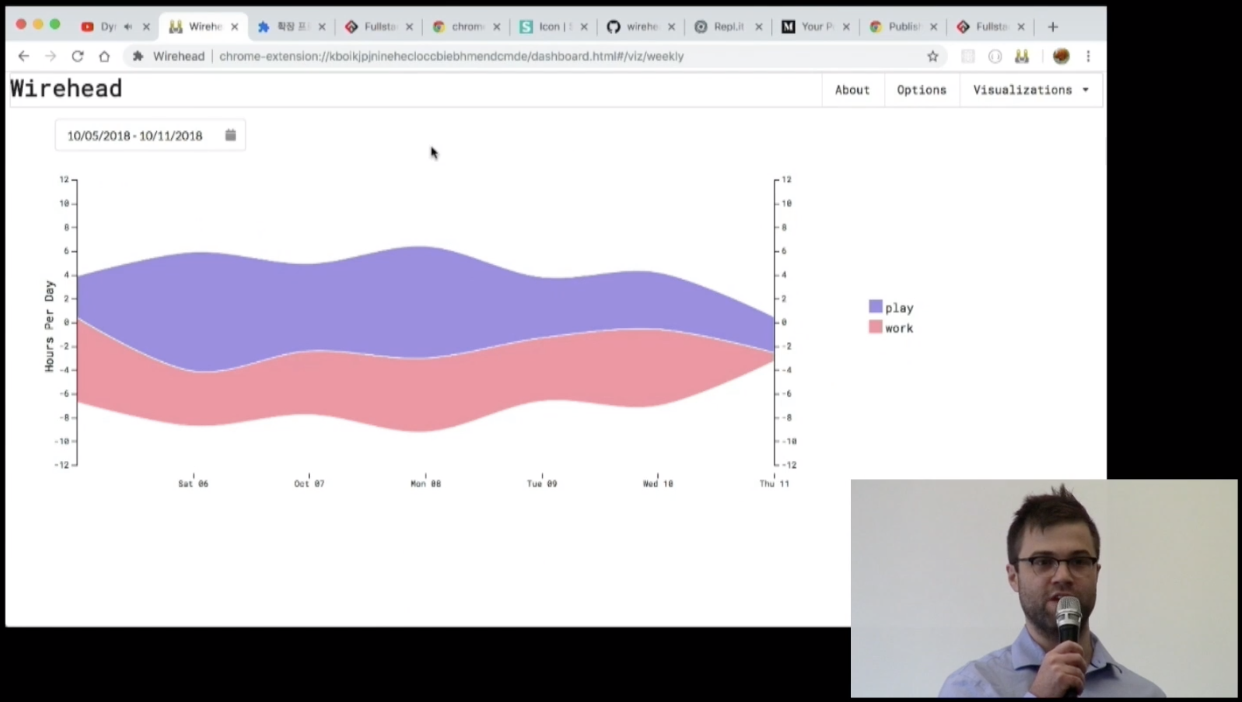 Dy
Wirehe
확장 프
Fullsta
chrom
Icon | S
wirehe
Repl.it
M Your P
Publis
Fullsta
Wirehead
chrome-extension://kboikjpjninehecloccbiebhmendcmde/dashboard.html#/viz/weekly
Wirehead
About
Options
Visualizations
10/05/2018 - 10/11/2018
12
10
8
6
4
2
0
-2
-4
-6
-8
-10
-12
Hours Per Day
12
10
8
6
4
2
0
-2
-4
-6
-8
-10
-12
Sat 06
Oct 07
Mon 08
Tue 09
Wed 10
Thu 11
play
work